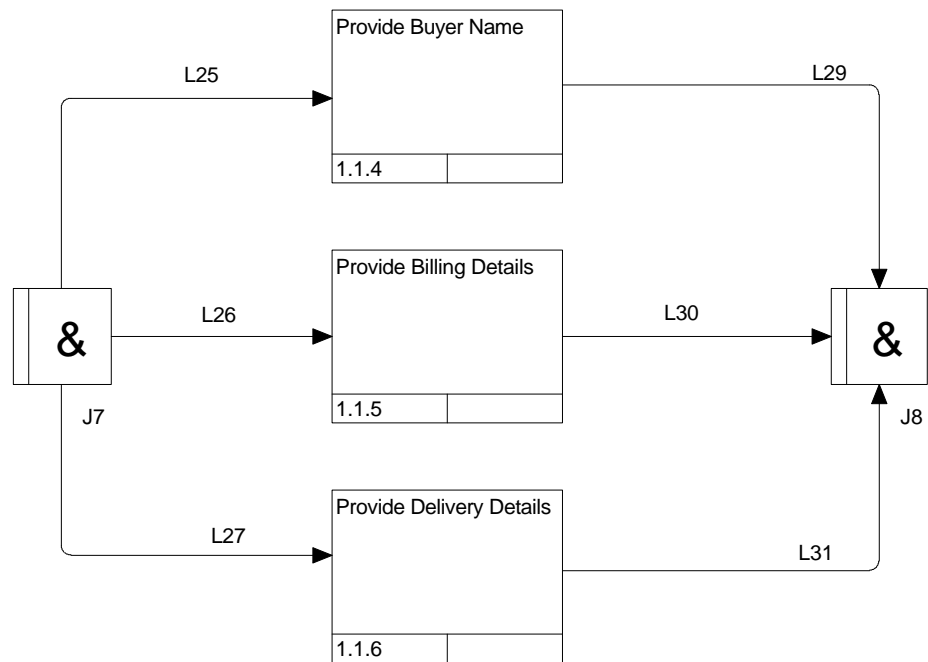 Provide Buyer Name
L25
L29
1.1.4
Provide Billing Details
&
L26
L30
&
1.1.5
J7
J8
Provide Delivery Details
L27
L31
1.1.6